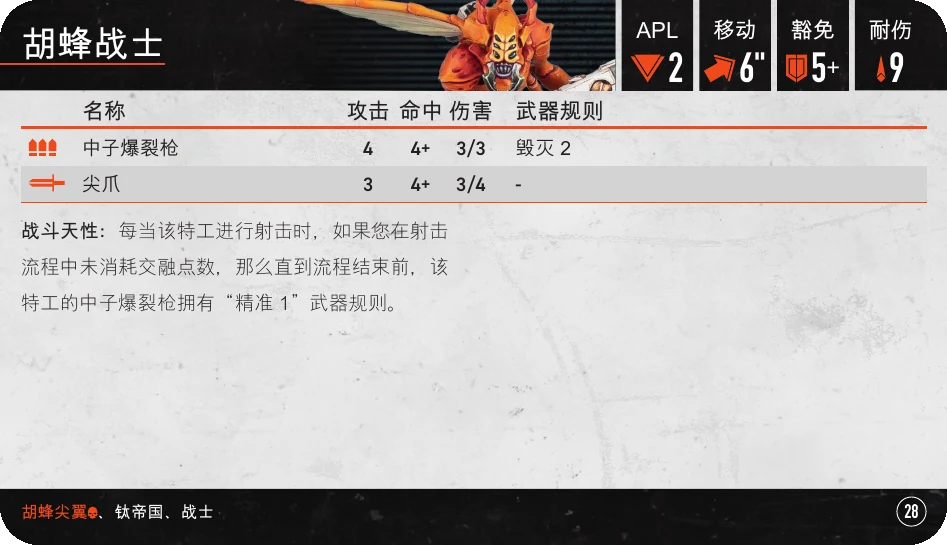 胡蜂战士
APL 移动 豁免 耐伤
2 6" 5+ 9
名称 攻击 命中 伤害 武器规则
中子爆裂枪 4 4+ 3/3 毁灭 2
尖爪 3 4+ 3/4 -
战斗天性：每当该特工进行射击时，如果您在射击
流程中未消耗交融点数，那么直到流程结束前，该
特工的中子爆裂枪拥有“精准 1”武器规则。
胡蜂尖翼、钛帝国、战士
28